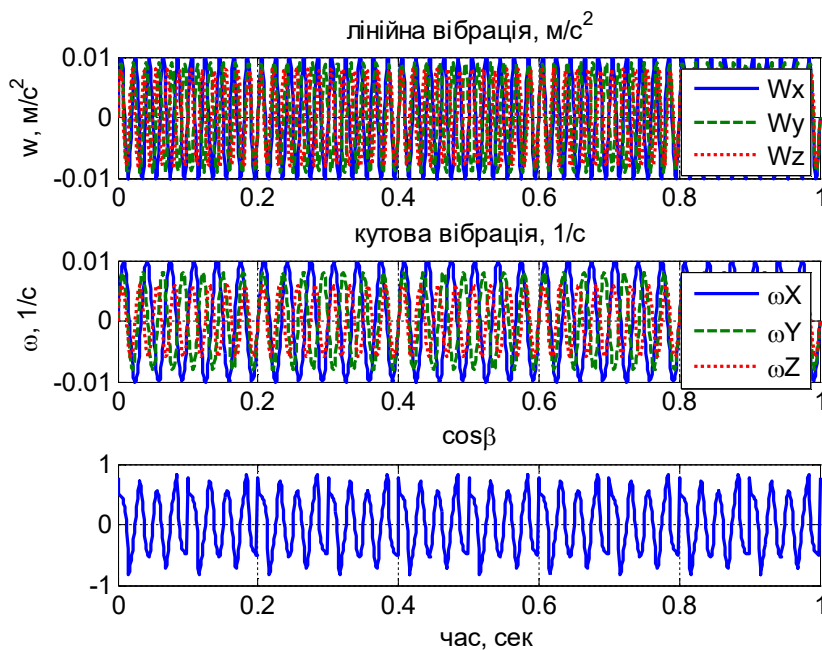 лінійна вібрація, м/с²
0.01
0
-0.01
w, м/с²
Wx
Wy
Wz
0 0.2 0.4 0.6 0.8 1
кутова вібрація, 1/с
0.01
0
-0.01
ω, 1/с
ωX
ωY
ωZ
0 0.2 0.4 0.6 0.8 1
cosβ
1
0
-1
0 0.2 0.4 0.6 0.8 1
час, сек